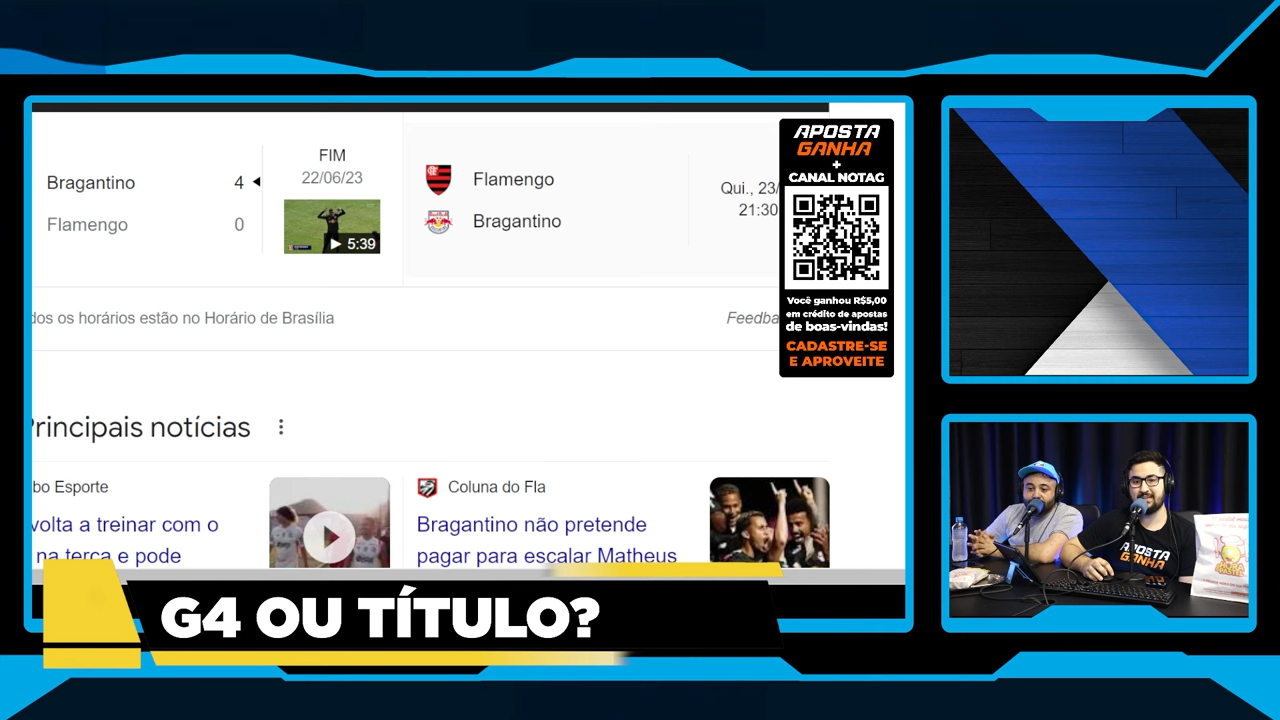 Bragantino 4
Flamengo 0
FIM
22/06/23
5:39
Flamengo
Bragantino
Qui., 23/
21:30
dos os horários estão no Horário de Brasília
Feedba
Principais notícias
bo Esporte
volta a treinar com o
na terça e pode
Coluna do Fla
Bragantino não pretende
pagar para escalar Matheus
APOSTA
GANHA
+
CANAL NOTAG
Você ganhou R$5,00
em crédito de apostas
de boas-vindas!
CADASTRE-SE
E APROVEITE
APOSTA
GANHA
G4 OU TÍTULO?